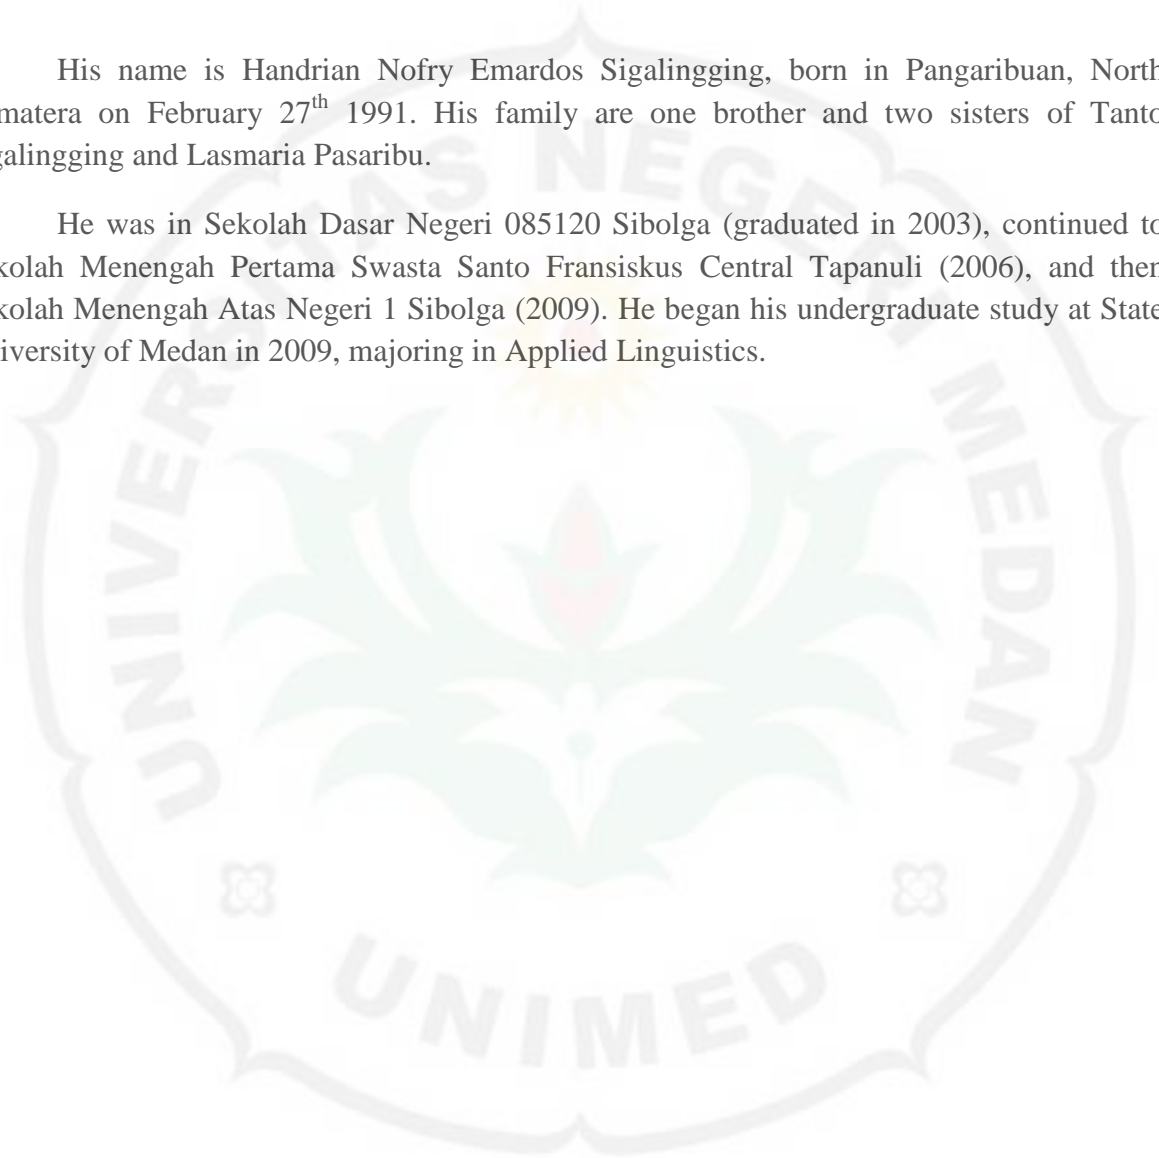 His name is Handrian Nofry Emardos Sigalingging, born in Pangaribuan, North
matera on February 27th 1991. His family are one brother and two sisters of Tanto
galingging and Lasmaria Pasaribu.
He was in Sekolah Dasar Negeri 085120 Sibolga (graduated in 2003), continued to
kolah Menengah Pertama Swasta Santo Fransiskus Central Tapanuli (2006), and then
kolah Menengah Atas Negeri 1 Sibolga (2009). He began his undergraduate study at State
iversity of Medan in 2009, majoring in Applied Linguistics.
UNIVERSITAS NEGERI MEDAN
UNIMED